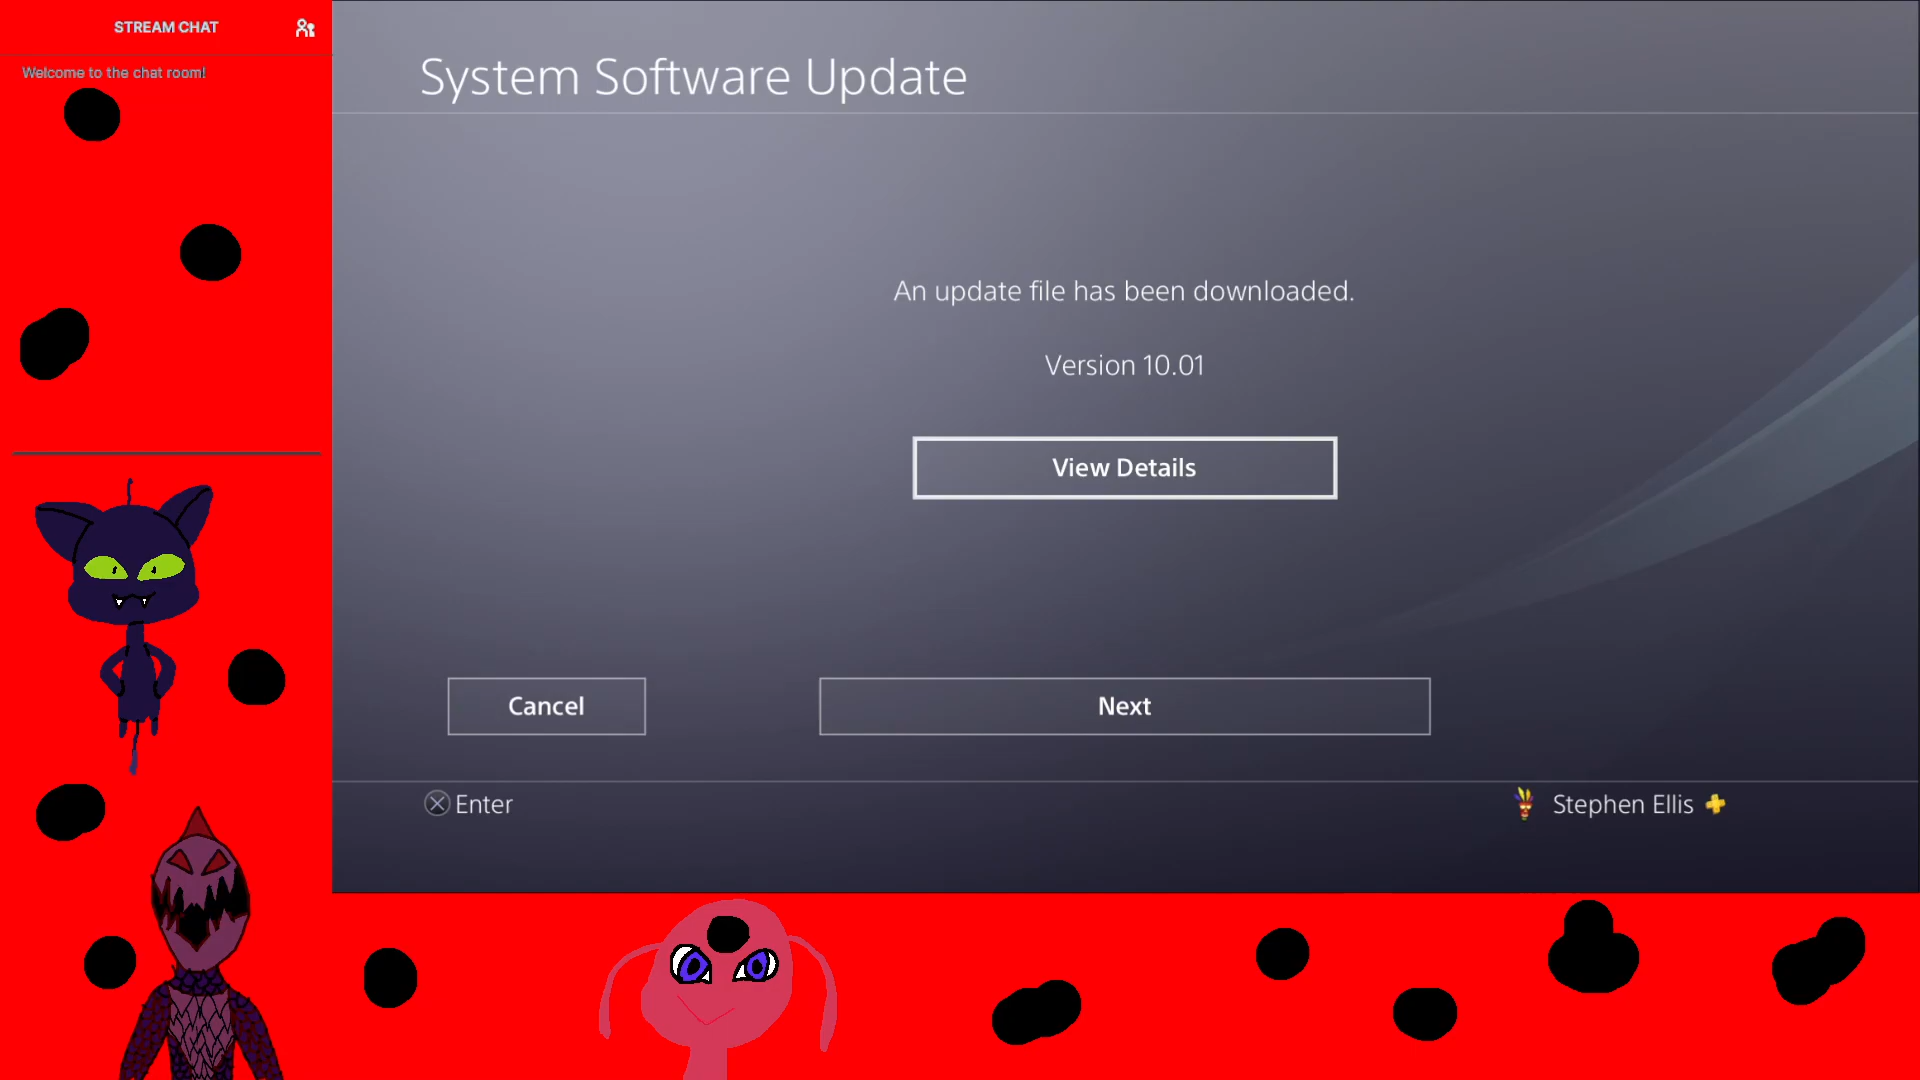 STREAM CHAT
Welcome to the chat room!
System Software Update
An update file has been downloaded.
Version 10.01
View Details
Cancel
Next
Enter
Stephen Ellis